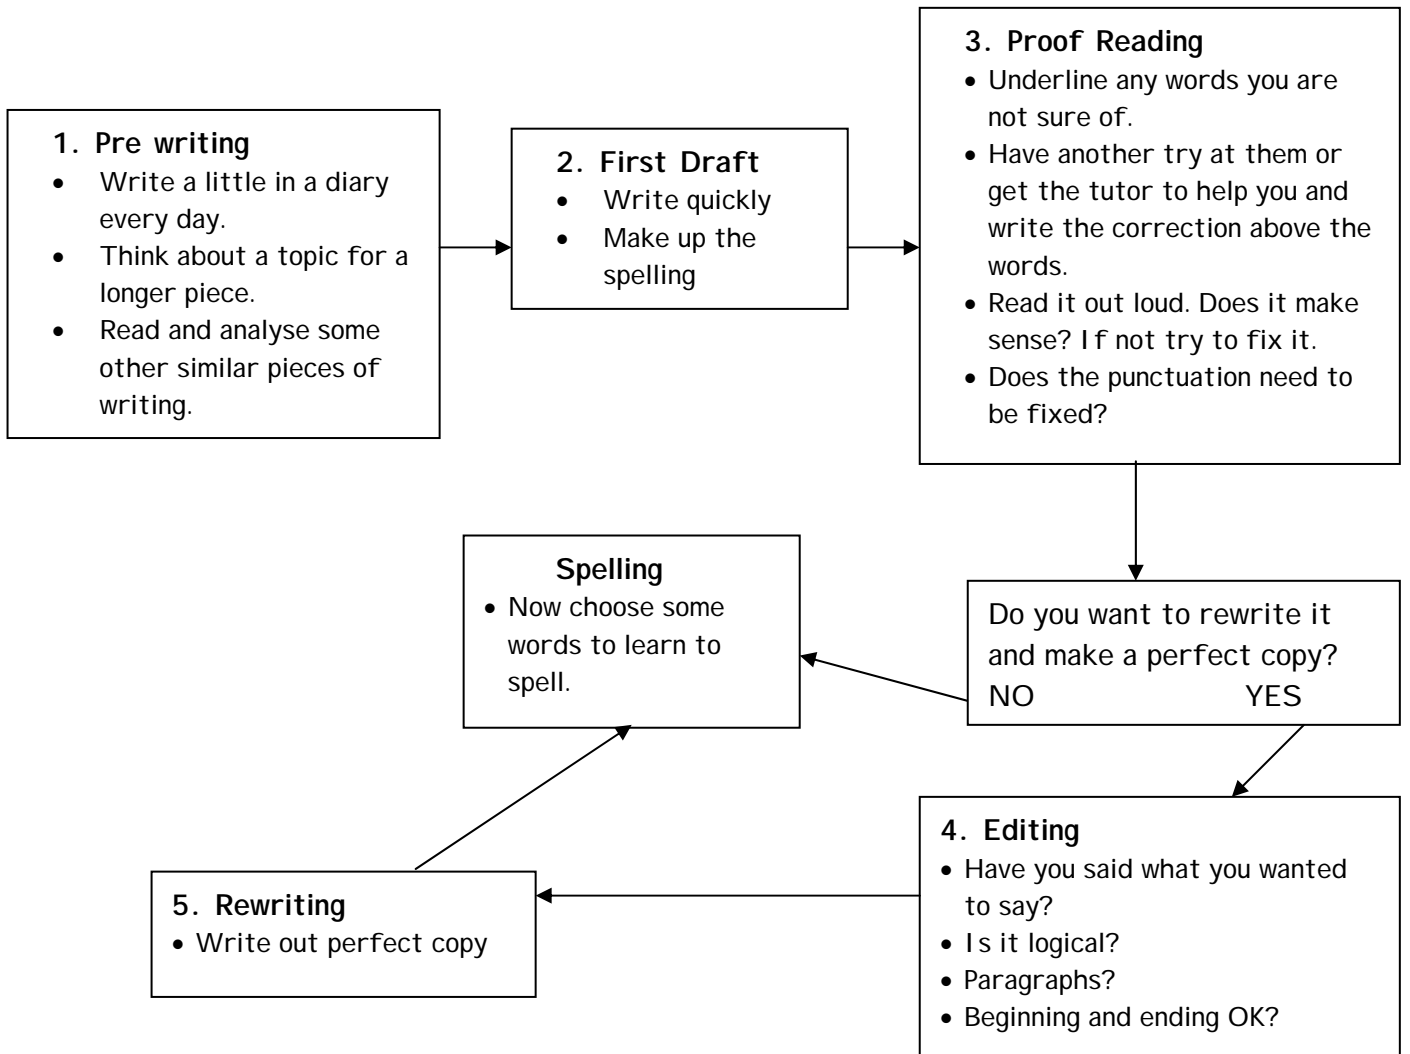 1. Pre writing
• Write a little in a diary
every day.
• Think about a topic for a
longer piece.
• Read and analyse some
other similar pieces of
writing.
2. First Draft
• Write quickly
• Make up the
spelling
3. Proof Reading
• Underline any words you are
not sure of.
• Have another try at them or
get the tutor to help you and
write the correction above the
words.
• Read it out loud. Does it make
sense? If not try to fix it.
• Does the punctuation need to
be fixed?
Do you want to rewrite it
and make a perfect copy?
NO YES
4. Editing
• Have you said what you wanted
to say?
• Is it logical?
• Paragraphs?
• Beginning and ending OK?
5. Rewriting
• Write out perfect copy
Spelling
• Now choose some
words to learn to
spell.